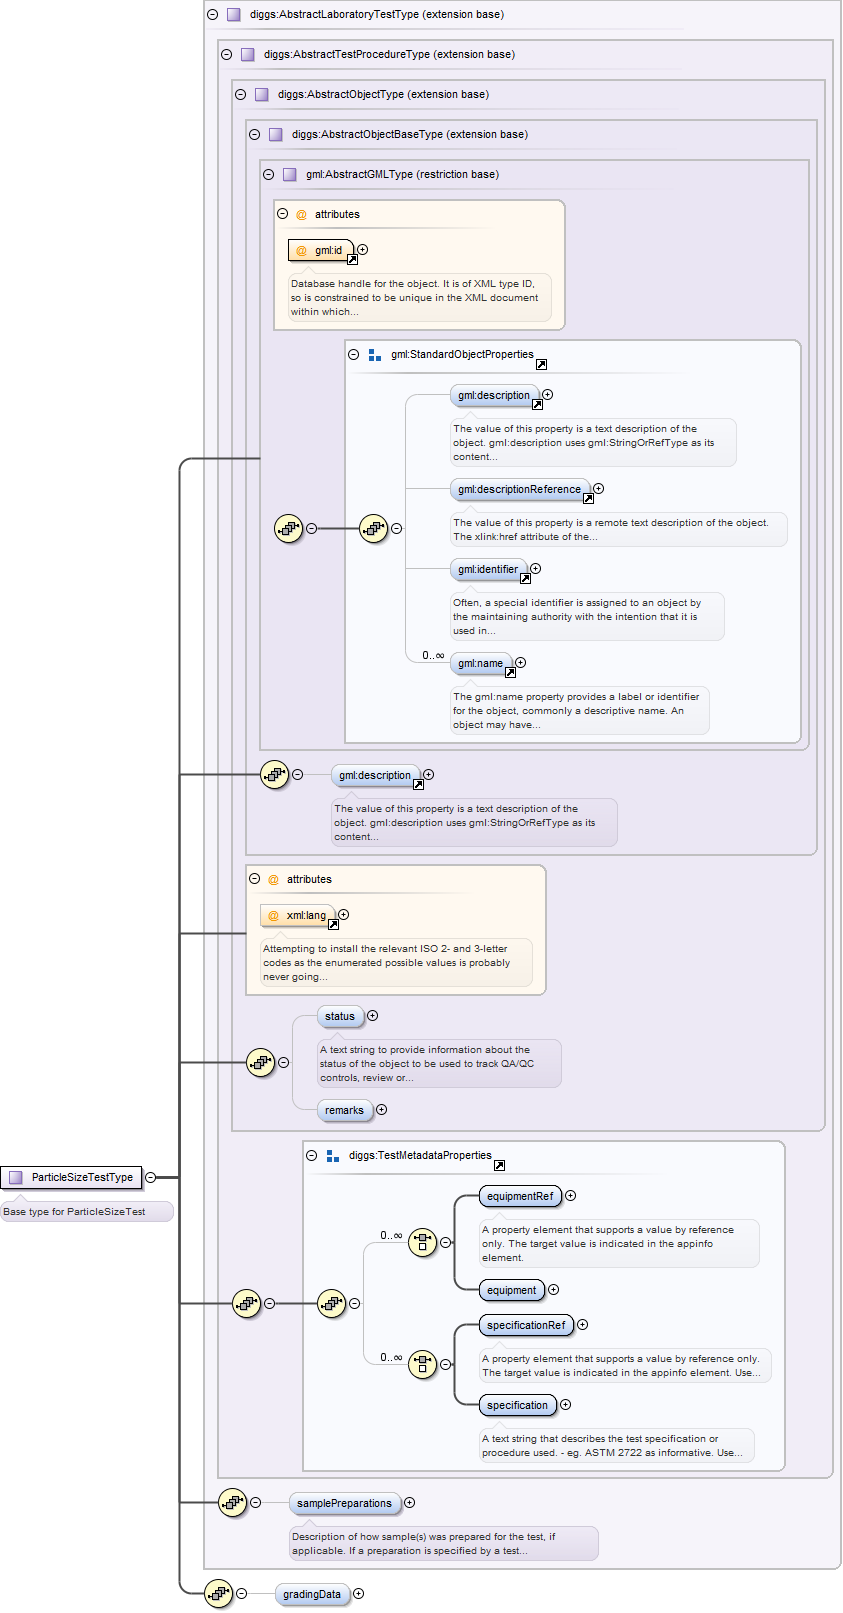 diggs:AbstractLaboratoryTestType (extension base)
diggs:AbstractTestProcedureType (extension base)
diggs:AbstractObjectType (extension base)
diggs:AbstractObjectBaseType (extension base)
gml:AbstractGMLType (restriction base)
@ attributes
@ gml:id
Database handle for the object. It is of XML type ID,
so is constrained to be unique in the XML document
within which...
gml:StandardObjectProperties
gml:description
The value of this property is a text description of the
object. gml:description uses gml:StringOrRefType as its
content...
gml:descriptionReference
The value of this property is a remote text description of the object.
The xlink:href attribute of the...
gml:identifier
Often, a special identifier is assigned to an object by
the maintaining authority with the intention that it is
used in...
0..∞
gml:name
The gml:name property provides a label or identifier
for the object, commonly a descriptive name. An
object may have...
gml:description
The value of this property is a text description of the
object. gml:description uses gml:StringOrRefType as its
content...
@ attributes
@ xml:lang
Attempting to install the relevant ISO 2- and 3-letter
codes as the enumerated possible values is probably
never going...
status
A text string to provide information about the
status of the object to be used to track QA/QC
controls, review or...
remarks
ParticleSizeTestType
Base type for ParticleSizeTest
diggs:TestMetadataProperties
0..∞
equipmentRef
A property element that supports a value by reference
only. The target value is indicated in the appinfo
element.
equipment
0..∞
specificationRef
A property element that supports a value by reference only.
The target value is indicated in the appinfo element. Use...
specification
A text string that describes the test specification or
procedure used. - eg. ASTM 2722 as informative. Use...
samplePreparations
Description of how sample(s) was prepared for the test, if
applicable. If a preparation is specified by a test...
gradingData